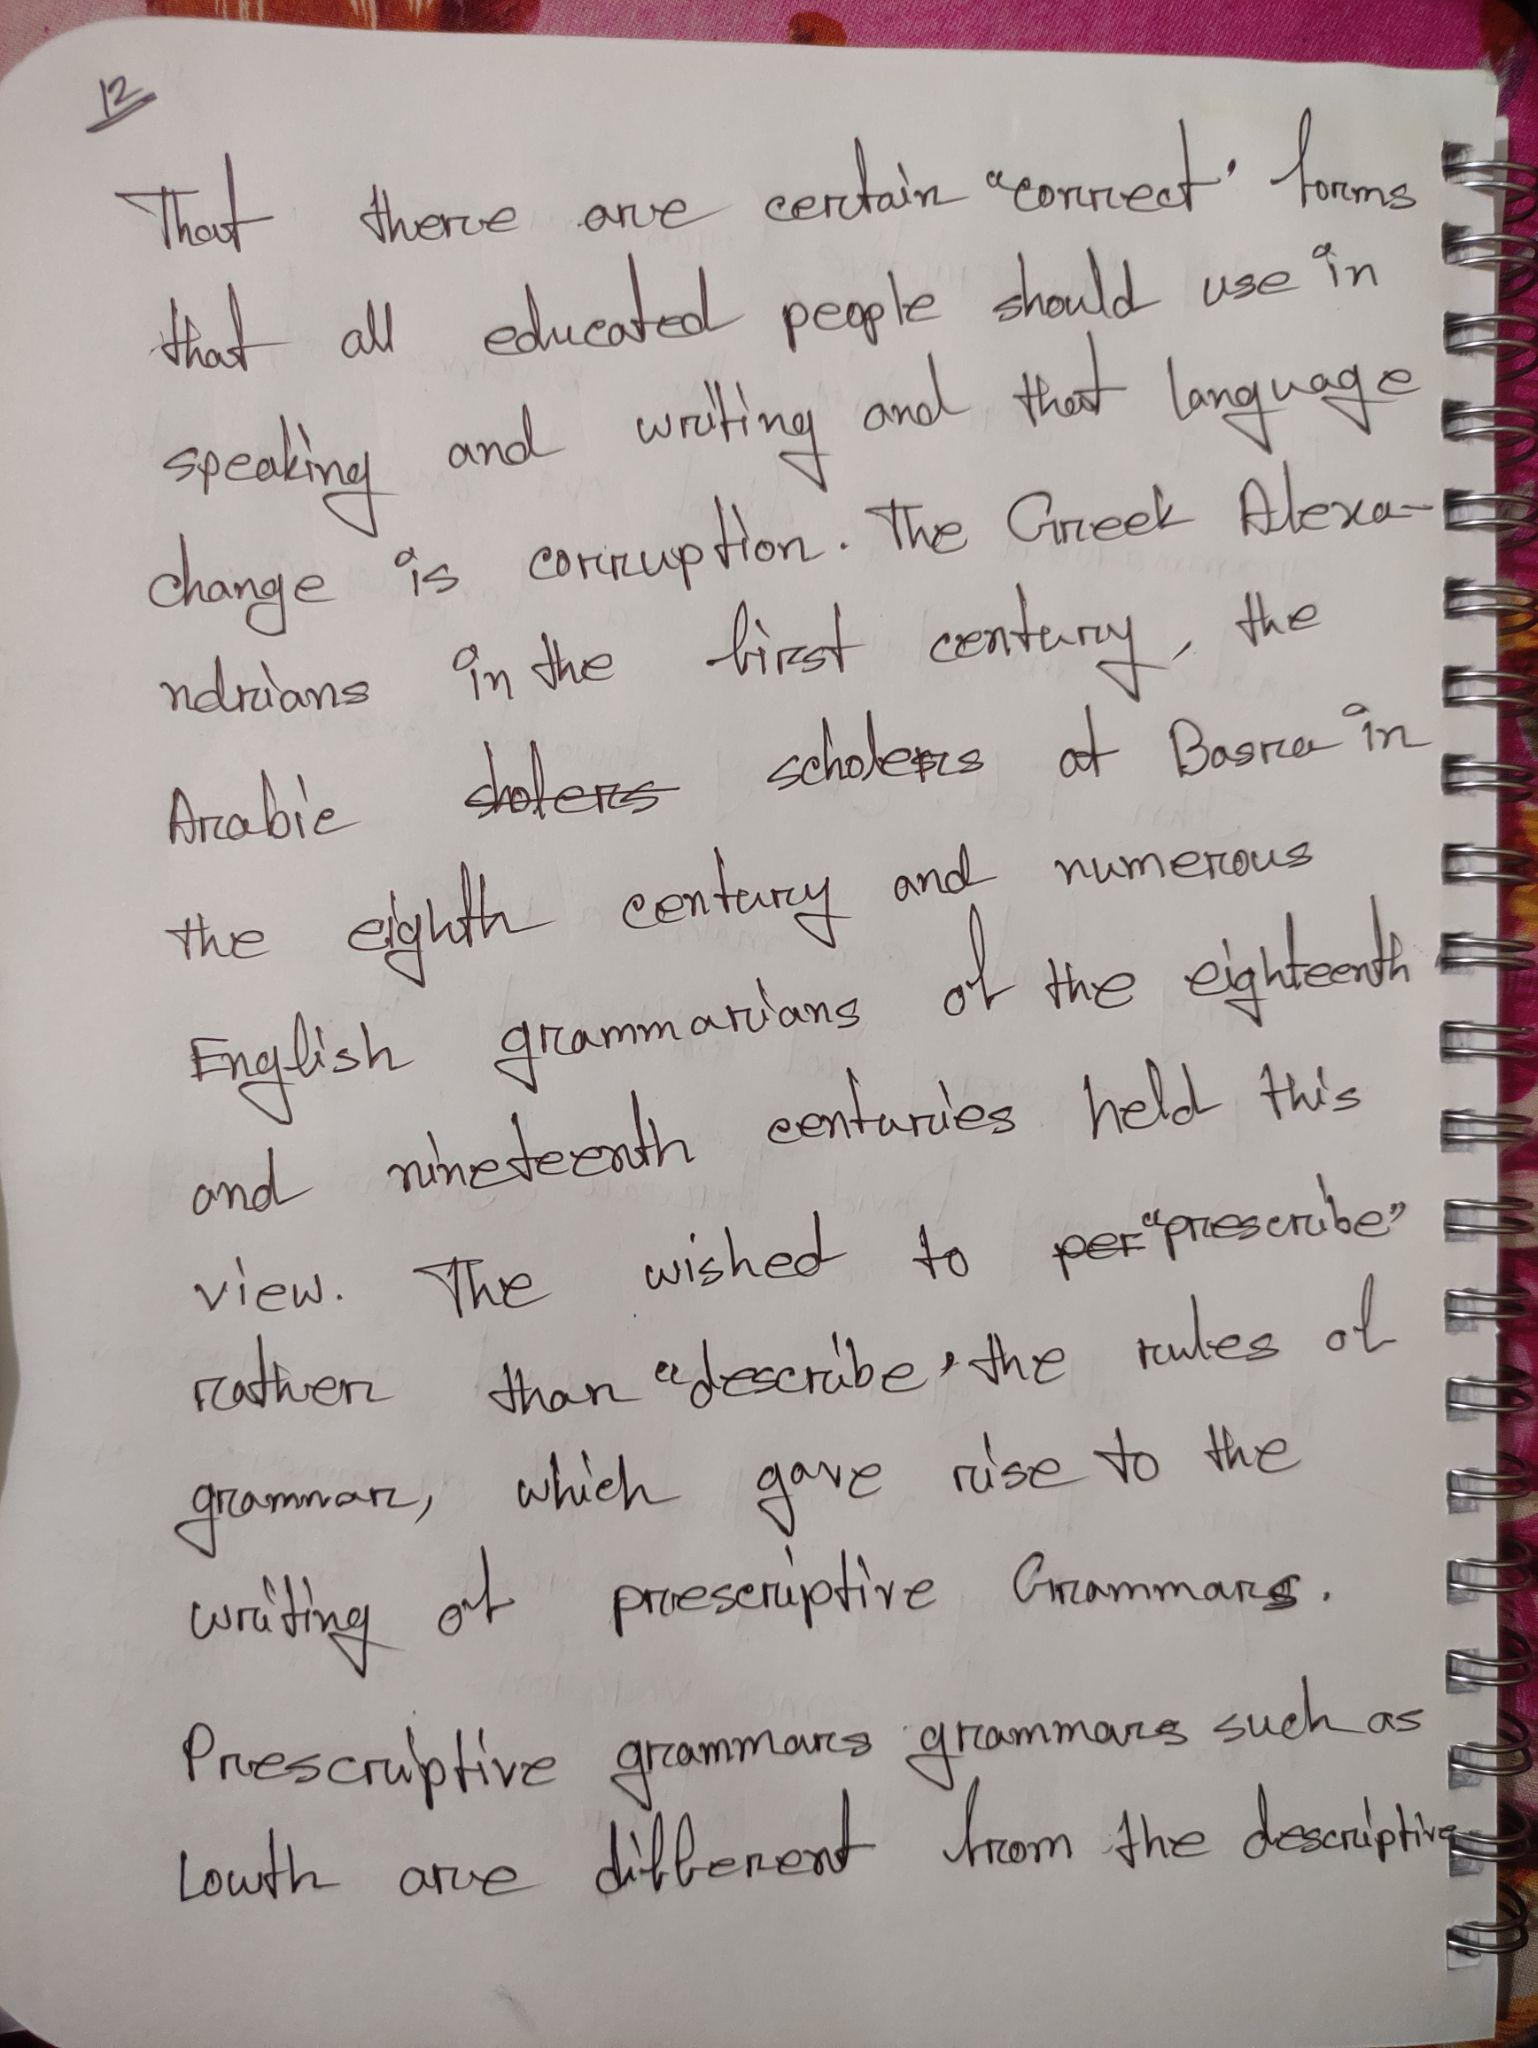 12
That there are certain "correct' forms
that all educated people should use in
speaking and writing and that language
change is corruption. The Greek Alexa-
ndrians in the first century, the
Arabic sholers scholers at Basra in
the eighth century and numerous
English grammarians of the eighteenth
and nineteenth centuries held this
view. The wished to per "prescribe"
rather than "describe' the rules of
grammar, which gave rise to the
writing of prescriptive Grammars.
Prescriptive grammars grammars such as
Lowth are different from the descriptive